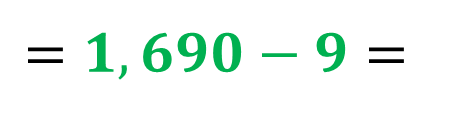 = 1,690 − 9 =